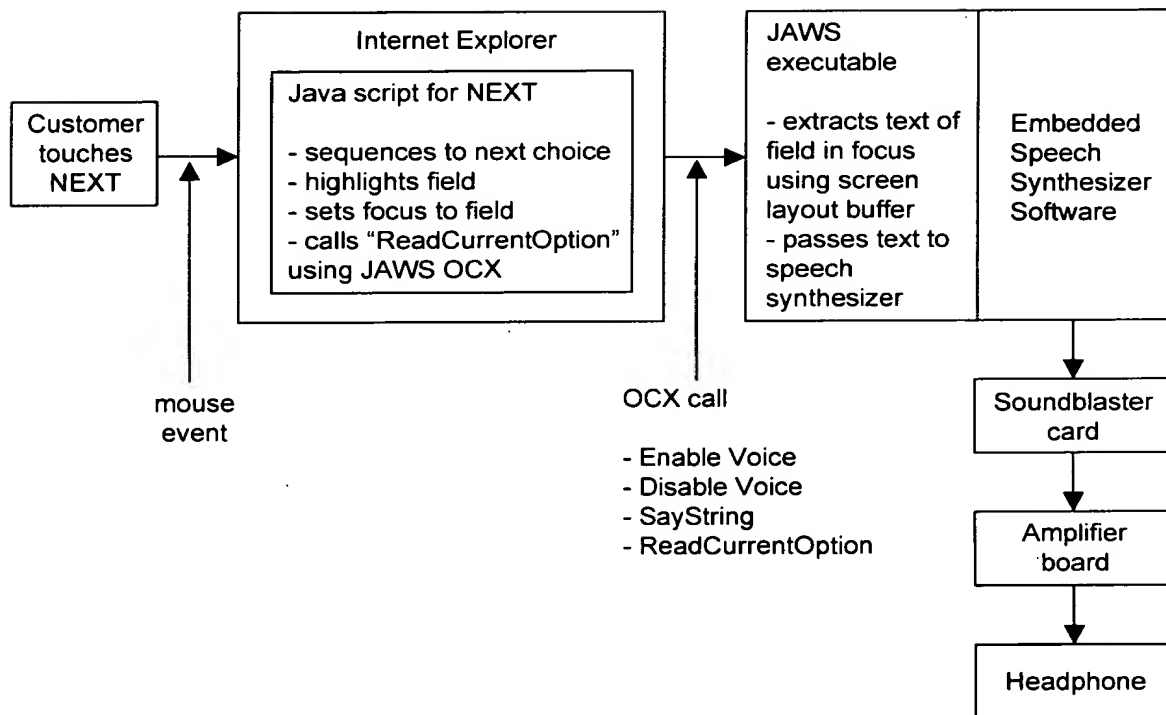 Customer
touches
NEXT
mouse
event
Internet Explorer
Java script for NEXT
- sequences to next choice
- highlights field
- sets focus to field
- calls “ReadCurrentOption”
using JAWS OCX
OCX call
- Enable Voice
- Disable Voice
- SayString
- ReadCurrentOption
JAWS
executable
- extracts text of
field in focus
using screen
layout buffer
- passes text to
speech
synthesizer
Embedded
Speech
Synthesizer
Software
Soundblaster
card
Amplifier
board
Headphone